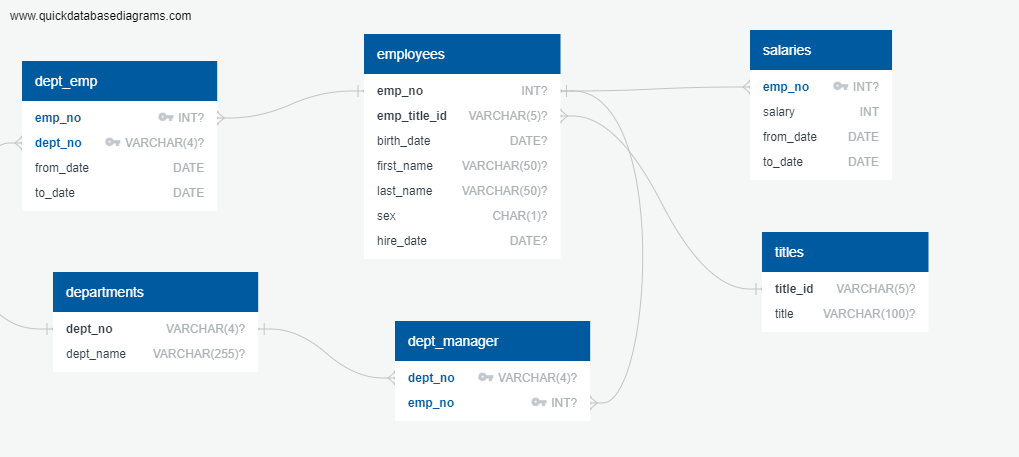 www.quickdatabasediagrams.com
dept_emp
emp_no INT?
dept_no VARCHAR(4)?
from_date DATE
to_date DATE
employees
emp_no INT?
emp_title_id VARCHAR(5)?
birth_date DATE?
first_name VARCHAR(50)?
last_name VARCHAR(50)?
sex CHAR(1)?
hire_date DATE?
salaries
emp_no INT?
salary INT
from_date DATE
to_date DATE
titles
title_id VARCHAR(5)?
title VARCHAR(100)?
departments
dept_no VARCHAR(4)?
dept_name VARCHAR(255)?
dept_manager
dept_no VARCHAR(4)?
emp_no INT?